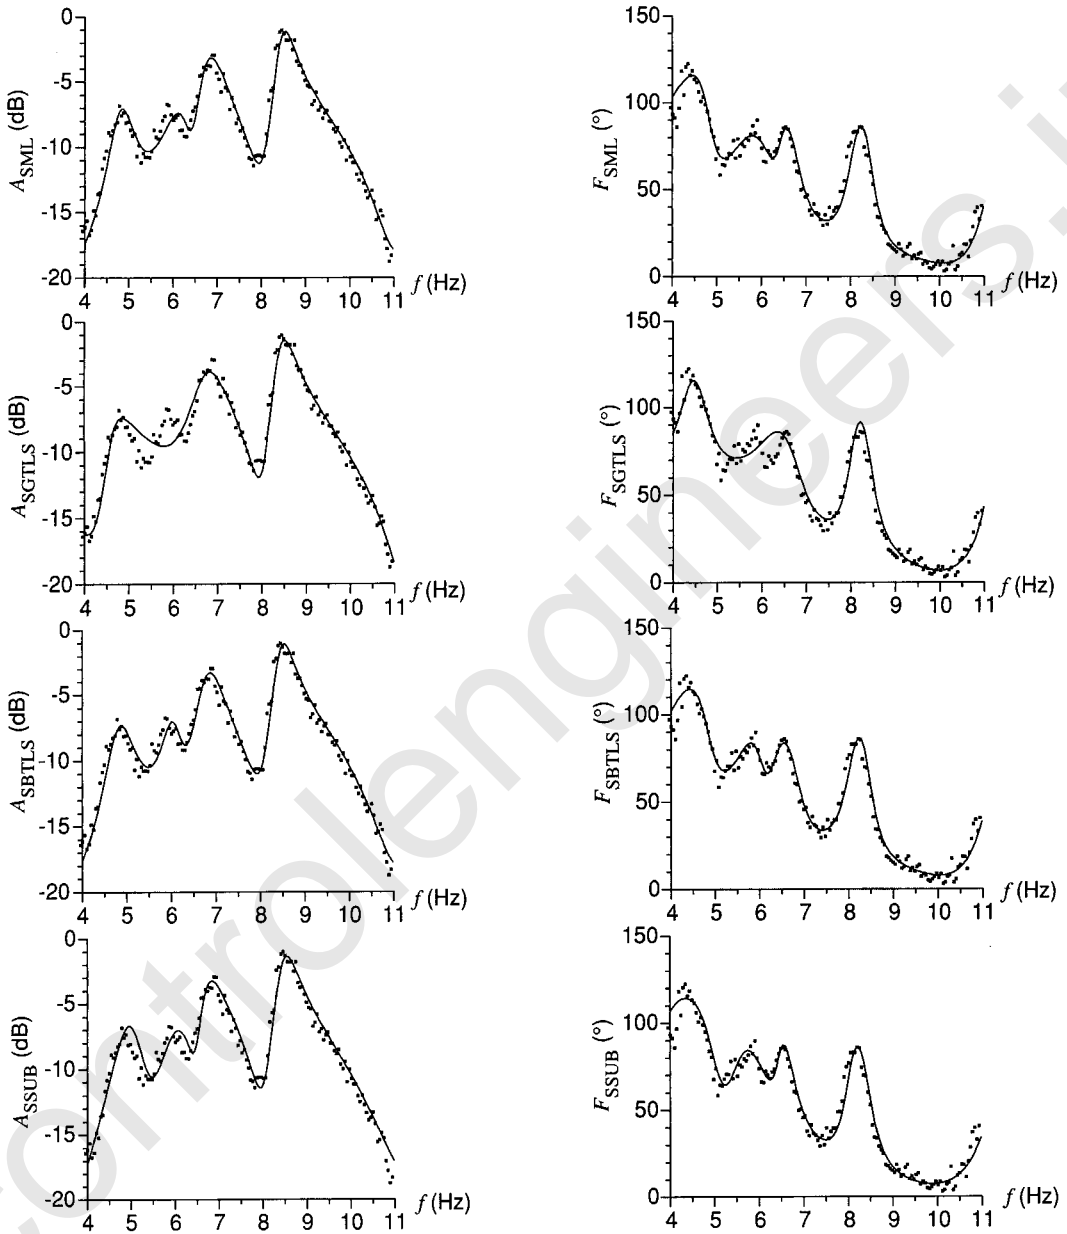 A_SML (dB)
0
-5
-10
-15
-20
4 5 6 7 8 9 10 11
f (Hz)
F_SML (°)
150
100
50
0
4 5 6 7 8 9 10 11
f (Hz)
A_SGTLS (dB)
0
-5
-10
-15
-20
4 5 6 7 8 9 10 11
f (Hz)
F_SGTLS (°)
150
100
50
0
4 5 6 7 8 9 10 11
f (Hz)
A_SBTLS (dB)
0
-5
-10
-15
-20
4 5 6 7 8 9 10 11
f (Hz)
F_SBTLS (°)
150
100
50
0
4 5 6 7 8 9 10 11
f (Hz)
A_SSUB (dB)
0
-5
-10
-15
-20
4 5 6 7 8 9 10 11
f (Hz)
F_SSUB (°)
150
100
50
0
4 5 6 7 8 9 10 11
f (Hz)
controlengineers.i